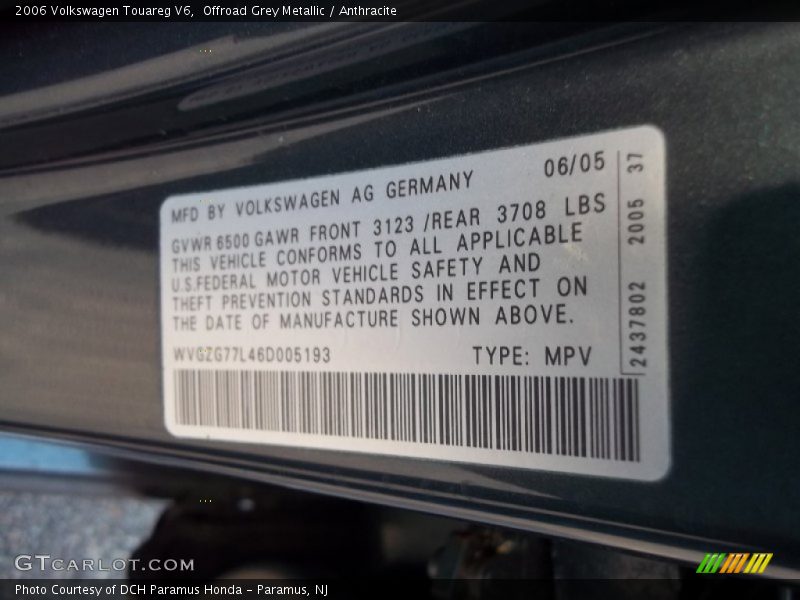 2006 Volkswagen Touareg V6, Offroad Grey Metallic / Anthracite
MFD BY VOLKSWAGEN AG GERMANY 06/05
GVWR 6500 GAWR FRONT 3123 /REAR 3708 LBS
THIS VEHICLE CONFORMS TO ALL APPLICABLE
U.S.FEDERAL MOTOR VEHICLE SAFETY AND
THEFT PREVENTION STANDARDS IN EFFECT ON
THE DATE OF MANUFACTURE SHOWN ABOVE.
WVGZG77L46D005193 TYPE: MPV
2437802 2005 37
GTCARLOT.COM
Photo Courtesy of DCH Paramus Honda - Paramus, NJ